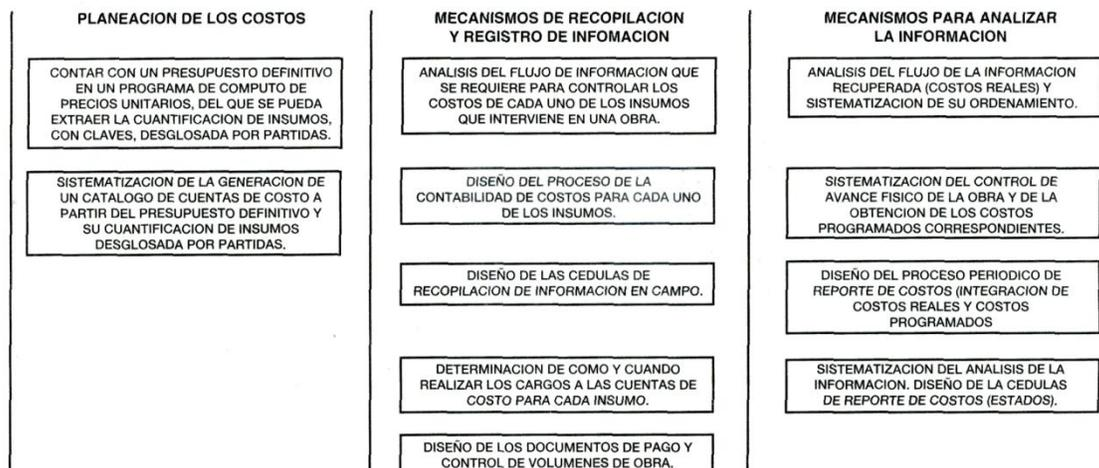 PLANEACION DE LOS COSTOS
CONTAR CON UN PRESUPUESTO DEFINITIVO
EN UN PROGRAMA DE COMPUTO DE
PRECIOS UNITARIOS, DEL QUE SE PUEDA
EXTRAER LA CUANTIFICACION DE INSUMOS,
CON CLAVES, DESGLOSADA POR PARTIDAS.
SISTEMATIZACION DE LA GENERACION DE
UN CATALOGO DE CUENTAS DE COSTO A
PARTIR DEL PRESUPUESTO DEFINITIVO Y
SU CUANTIFICACION DE INSUMOS
DESGLOSADA POR PARTIDAS.
MECANISMOS DE RECOPILACION
Y REGISTRO DE INFOMACION
ANALISIS DEL FLUJO DE INFORMACION QUE
SE REQUIERE PARA CONTROLAR LOS
COSTOS DE CADA UNO DE LOS INSUMOS
QUE INTERVIENE EN UNA OBRA.
DISEÑO DEL PROCESO DE LA
CONTABILIDAD DE COSTOS PARA CADA UNO
DE LOS INSUMOS.
DISEÑO DE LAS CEDULAS DE
RECOPILACION DE INFORMACION EN CAMPO.
DETERMINACION DE COMO Y CUANDO
REALIZAR LOS CARGOS A LAS CUENTAS DE
COSTO PARA CADA INSUMO.
DISEÑO DE LOS DOCUMENTOS DE PAGO Y
CONTROL DE VOLUMENES DE OBRA.
MECANISMOS PARA ANALIZAR
LA INFORMACION
ANALISIS DEL FLUJO DE LA INFORMACION
RECUPERADA (COSTOS REALES) Y
SISTEMATIZACION DE SU ORDENAMIENTO.
SISTEMATIZACION DEL CONTROL DE
AVANCE FISICO DE LA OBRA Y DE LA
OBTENCION DE LOS COSTOS
PROGRAMADOS CORRESPONDIENTES.
DISEÑO DEL PROCESO PERIODICO DE
REPORTE DE COSTOS (INTEGRACION DE
COSTOS REALES Y COSTOS
PROGRAMADOS
SISTEMATIZACION DEL ANALISIS DE LA
INFORMACION. DISEÑO DE LA CEDULAS
DE REPORTE DE COSTOS (ESTADOS).